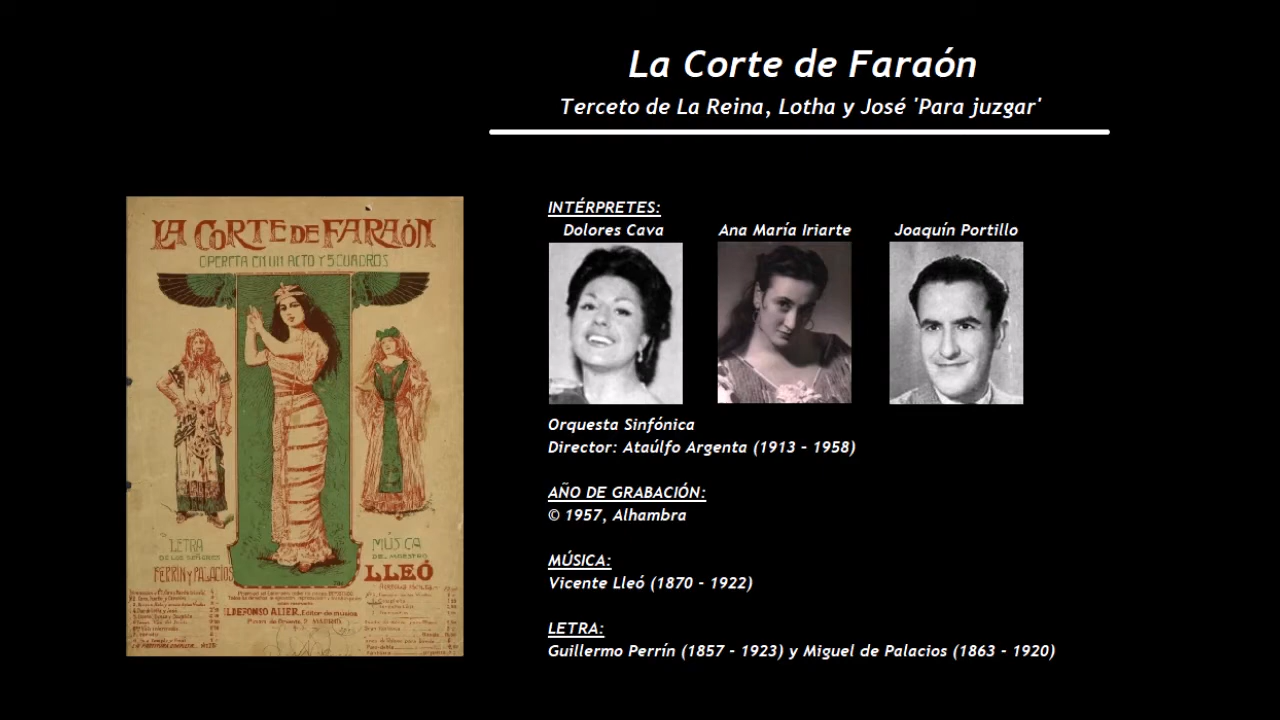 La Corte de Faraón
Terceto de La Reina, Lotha y José 'Para juzgar'
LA CORTE DE FARAÓN
OPERETA EN UN ACTO Y 5 CUADROS
LETRA
DE LOS SEÑORES
PERRÍN Y PALACIOS
MÚSICA
DEL MAESTRO
LLEÓ
ILDEFONSO ALIER, Editor de música
INTÉRPRETES:
Dolores Cava
Ana María Iriarte
Joaquín Portillo
Orquesta Sinfónica
Director: Ataúlfo Argenta (1913 - 1958)
AÑO DE GRABACIÓN:
© 1957, Alhambra
MÚSICA:
Vicente Lleó (1870 - 1922)
LETRA:
Guillermo Perrín (1857 - 1923) y Miguel de Palacios (1863 - 1920)